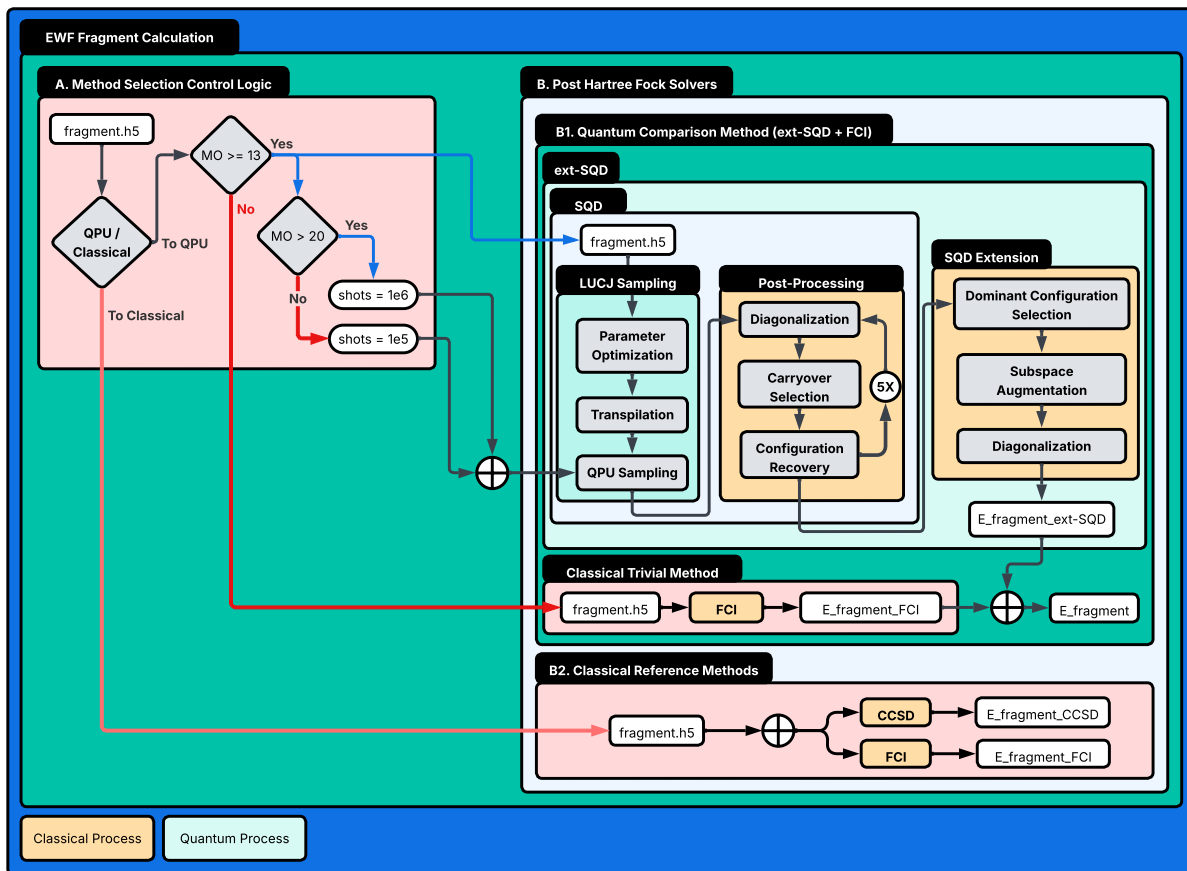 EWF Fragment Calculation
A. Method Selection Control Logic
fragment.h5
MO >= 13
Yes
No
QPU /
Classical
To QPU
MO > 20
Yes
No
shots = 1e6
shots = 1e5
To Classical
B. Post Hartree Fock Solvers
B1. Quantum Comparison Method (ext-SQD + FCI)
ext-SQD
SQD
fragment.h5
LUCJ Sampling
Parameter
Optimization
Transpilation
QPU Sampling
Post-Processing
Diagonalization
Carryover
Selection
5X
Configuration
Recovery
SQD Extension
Dominant Configuration
Selection
Subspace
Augmentation
Diagonalization
E_fragment_ext-SQD
Classical Trivial Method
fragment.h5
FCI
E_fragment_FCI
E_fragment
B2. Classical Reference Methods
fragment.h5
CCSD
E_fragment_CCSD
FCI
E_fragment_FCI
Classical Process
Quantum Process